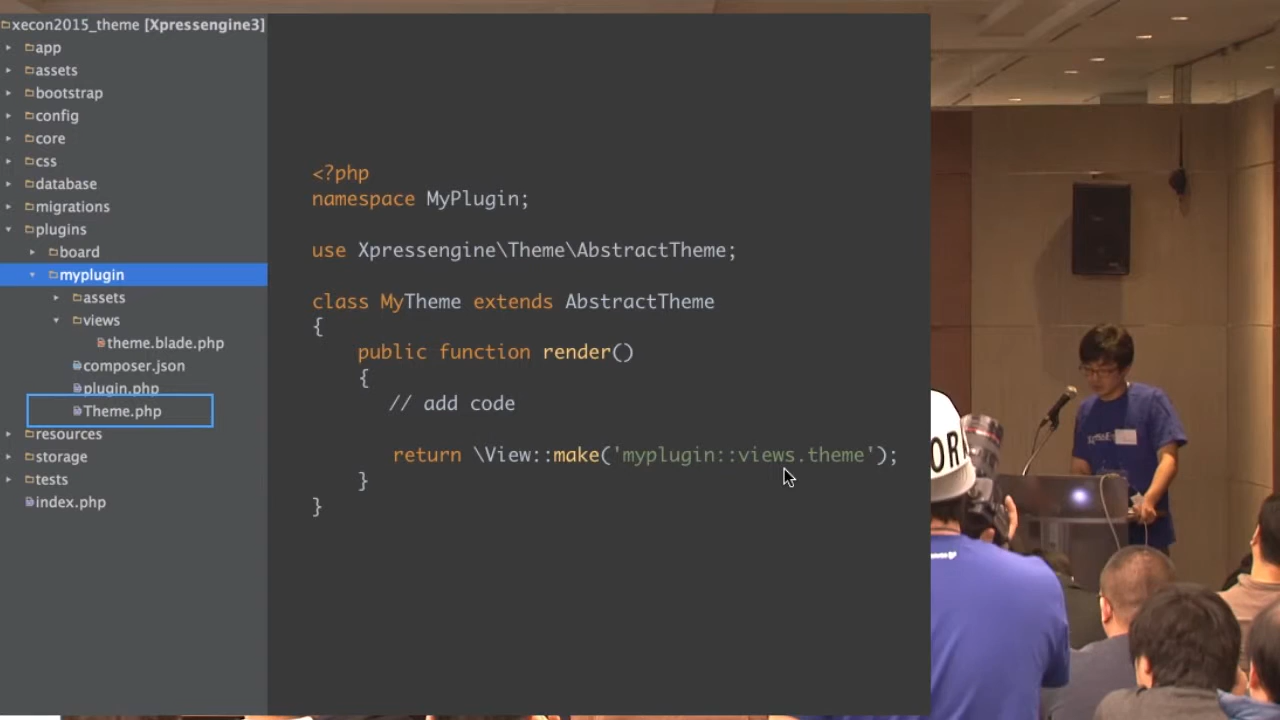 xecon2015_theme [Xpressengine3]
app
assets
bootstrap
config
core
css
database
migrations
plugins
board
myplugin
assets
views
theme.blade.php
composer.json
plugin.php
Theme.php
resources
storage
tests
index.php
<?php
namespace MyPlugin;
use Xpressengine\Theme\AbstractTheme;
class MyTheme extends AbstractTheme
{
public function render()
{
// add code
return \View::make('myplugin::views.theme');
}
}